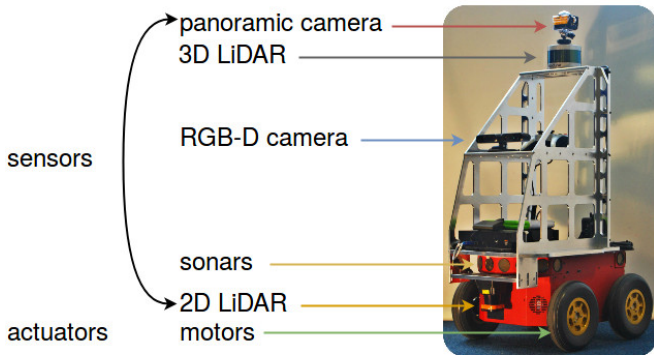 panoramic camera
3D LiDAR
RGB-D camera
sensors
sonars
2D LiDAR
actuators motors